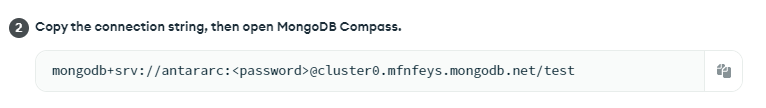 2 Copy the connection string, then open MongoDB Compass.
mongodb+srv://antararc:<password>@cluster0.mfnfeys.mongodb.net/test